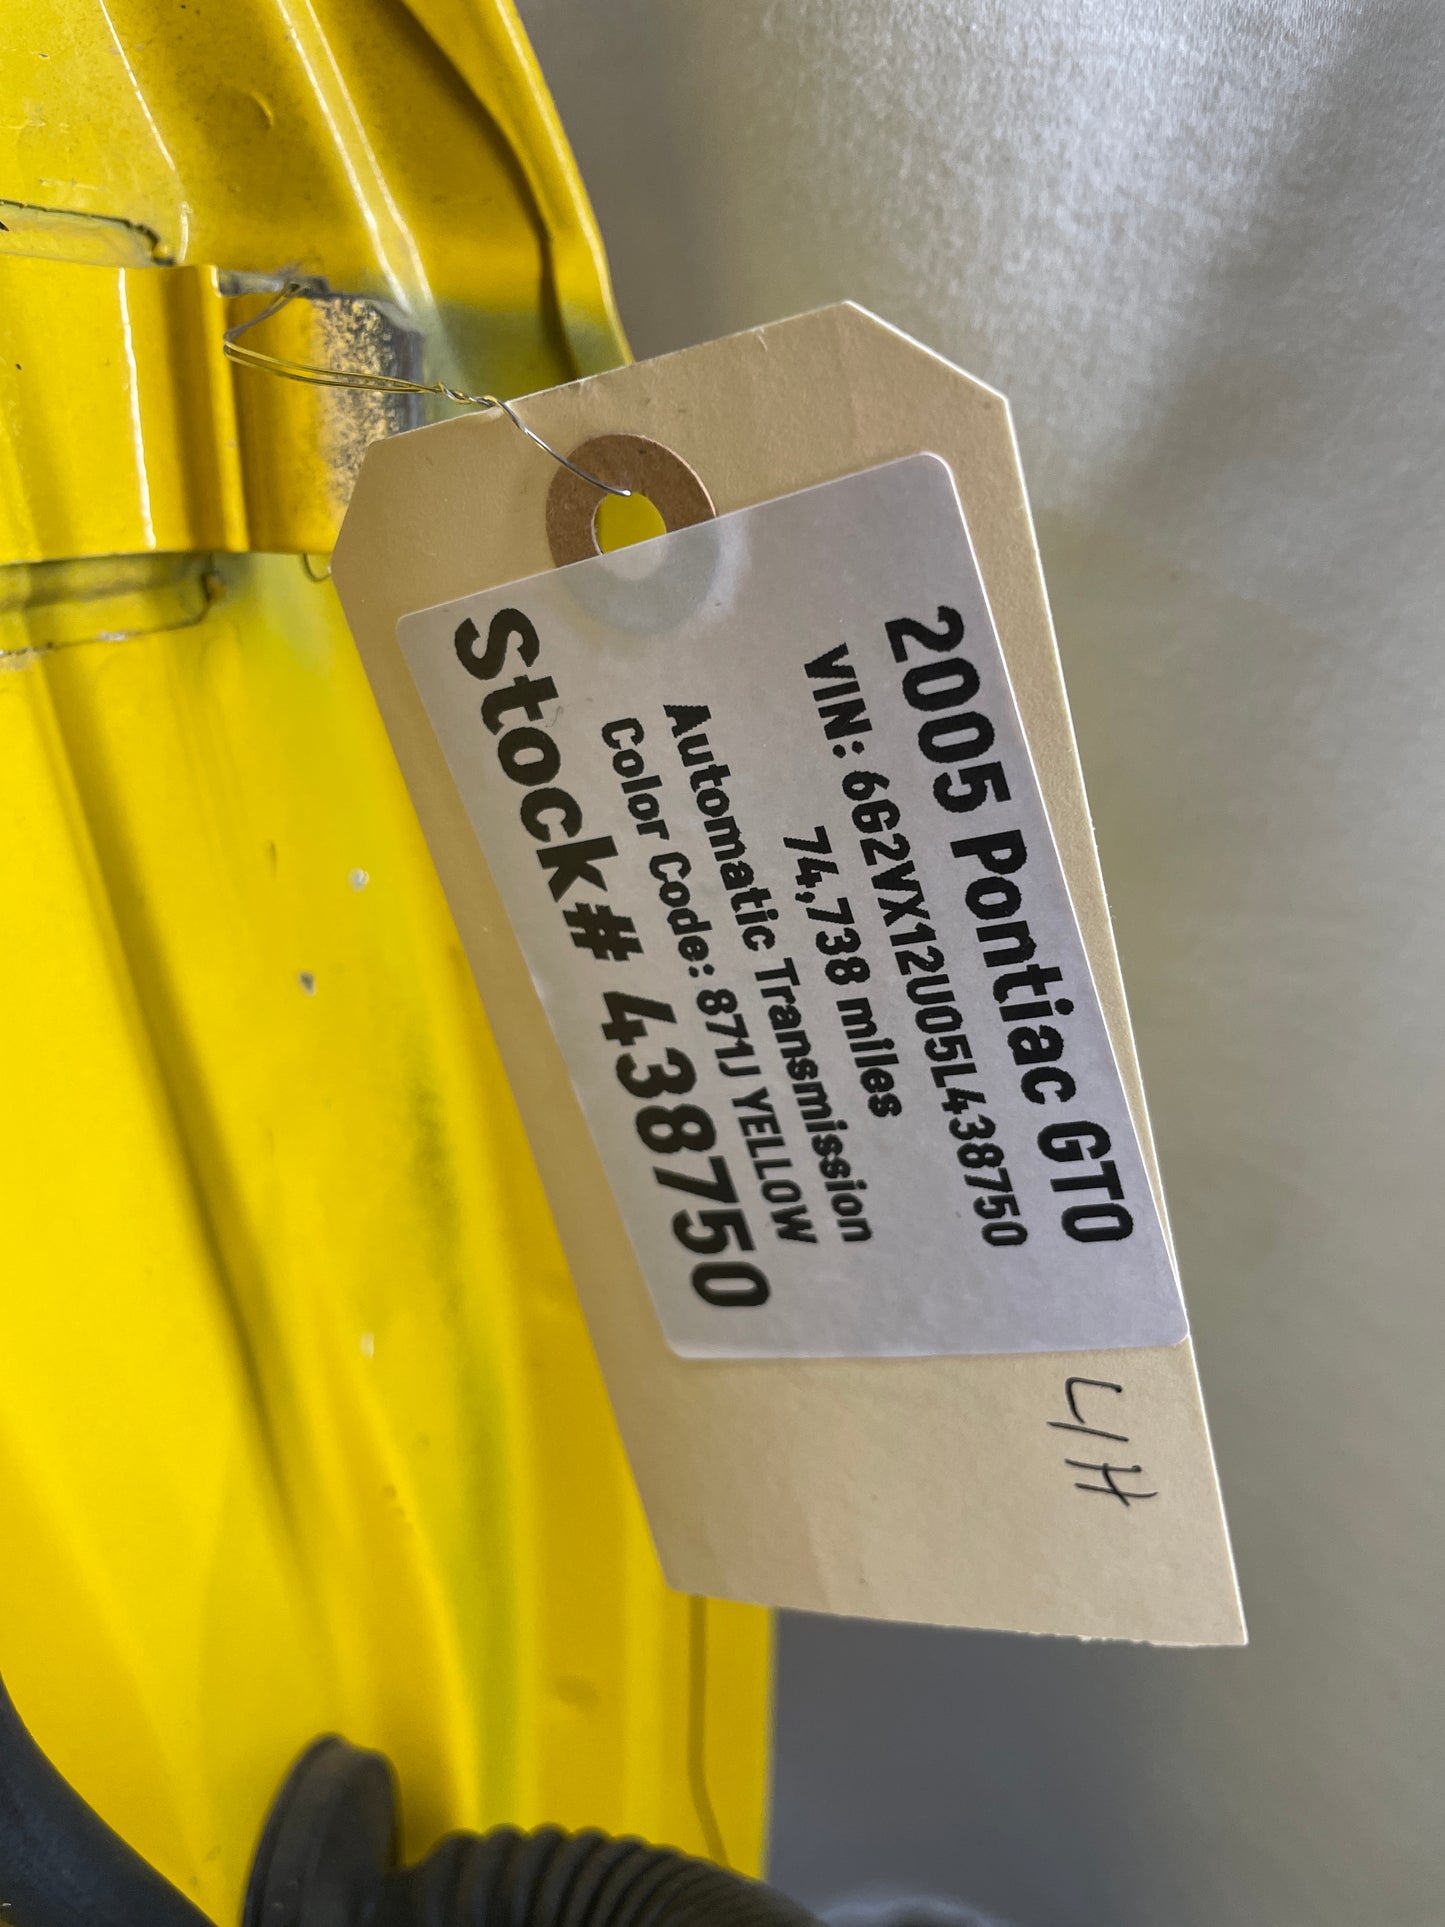 2005 Pontiac GTO
VIN: 6G2VX12U05L438750
74,738 miles
Automatic Transmission
Color Code: 871J YELLOW
Stock# 438750
L/H